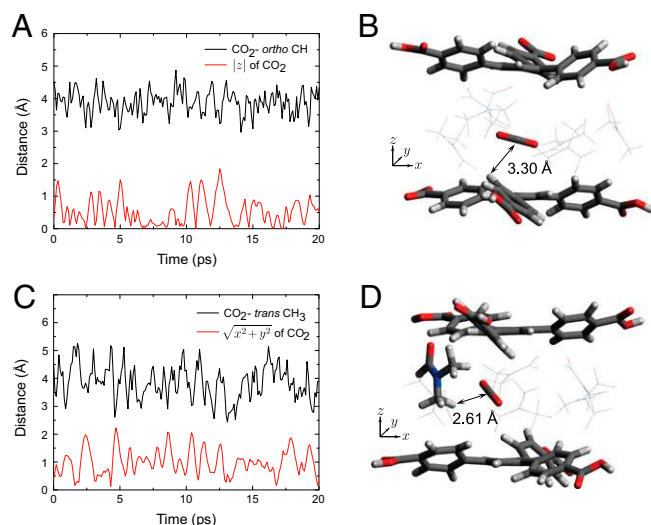 A
CO₂- ortho CH
|z| of CO₂
Distance (Å)
6
5
4
3
2
1
0
0 5 10 15 20
Time (ps)
B
z
y
x
3.30 Å
C
CO₂- trans CH₃
√x² + y² of CO₂
Distance (Å)
7
6
5
4
3
2
1
0
0 5 10 15 20
Time (ps)
D
z
y
x
2.61 Å